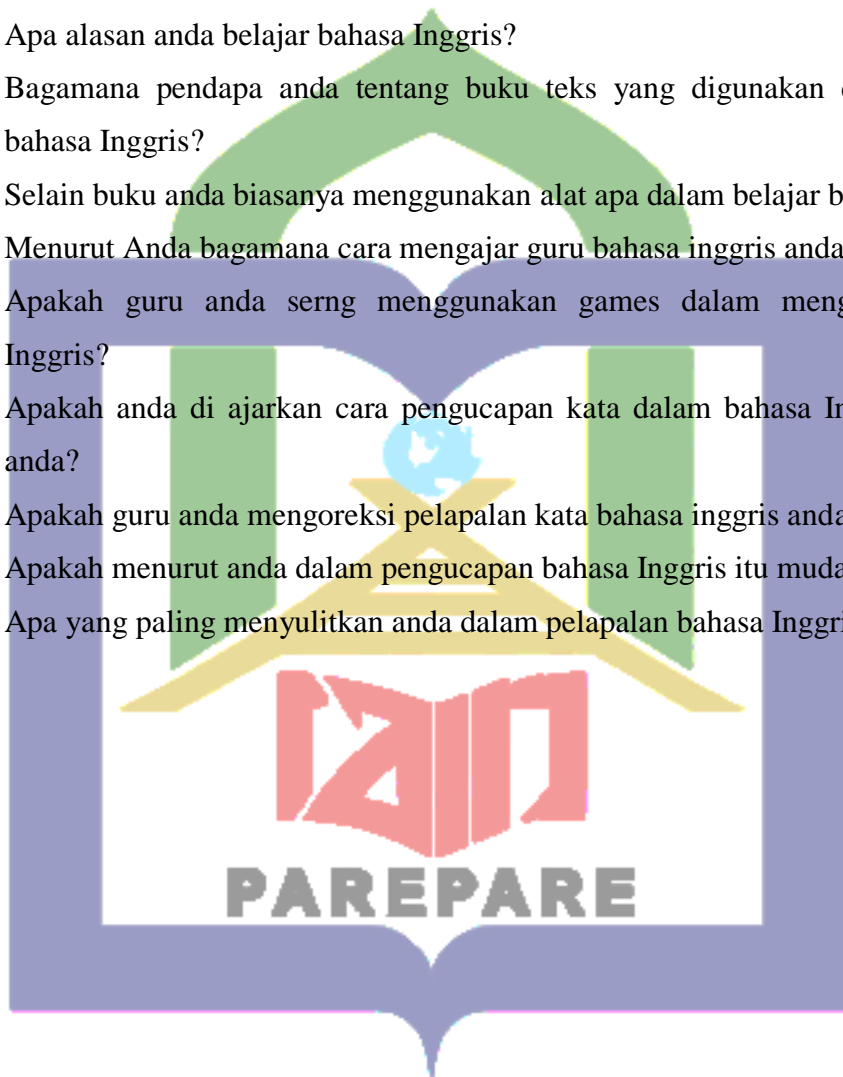 Apa alasan anda belajar bahasa Inggris?
Bagamana pendapa anda tentang buku teks yang digunakan
bahasa Inggris?
Selain buku anda biasanya menggunakan alat apa dalam belajar
Menurut Anda bagamana cara mengajar guru bahasa inggris anda
Apakah guru anda serng menggunakan games dalam
Inggris?
Apakah anda di ajarkan cara pengucapan kata dalam bahasa
anda?
Apakah guru anda mengoreksi pelapalan kata bahasa inggris anda
Apakah menurut anda dalam pengucapan bahasa Inggris itu
Apa yang paling menyulitkan anda dalam pelapalan bahasa
iain
PAREPARE